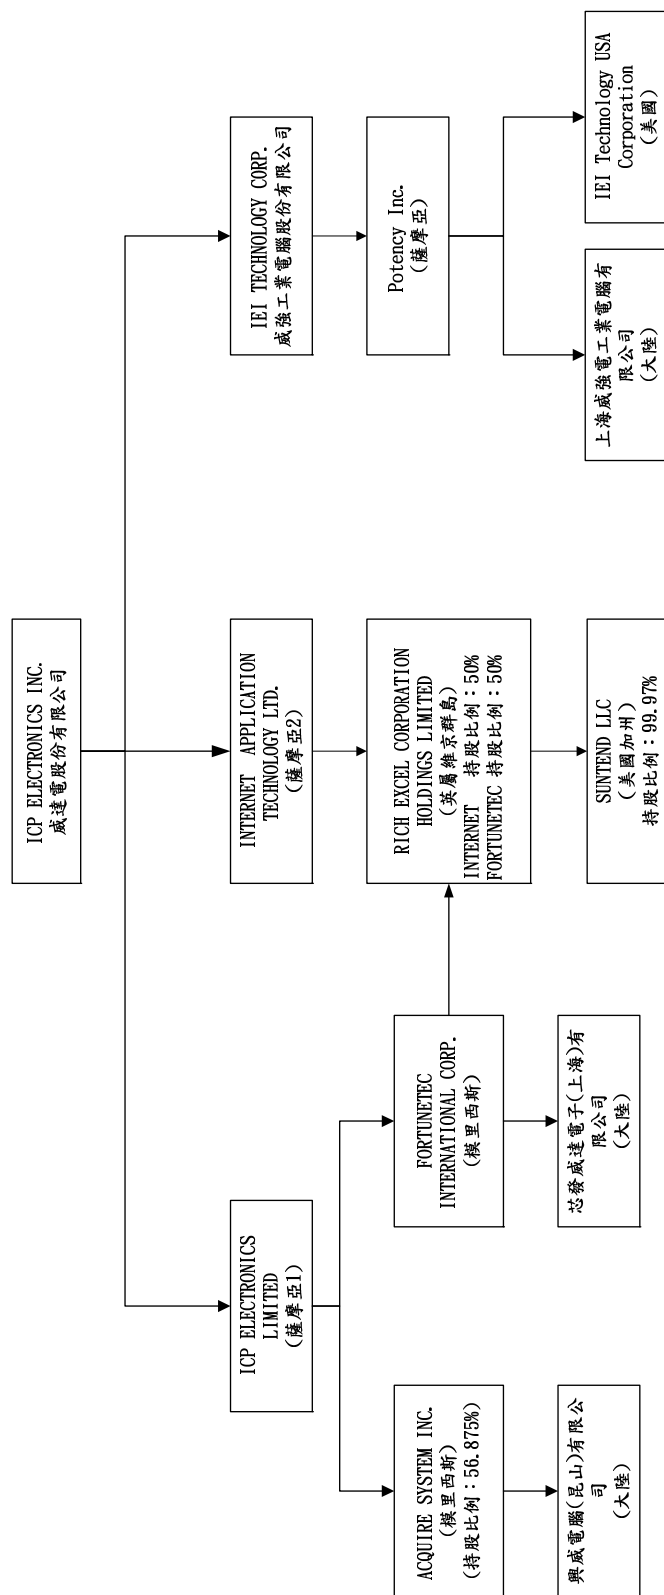 ICP ELECTRONICS INC.
威達電股份有限公司
ICP ELECTRONICS
LIMITED
(薩摩亞1)
INTERNET APPLICATION
TECHNOLOGY LTD.
(薩摩亞2)
IEI TECHNOLOGY CORP.
威強工業電腦股份有限公司
ACQUIRE SYSTEM INC.
(模里西斯)
(持股比例：56.875%)
FORTUNETEC
INTERNATIONAL CORP.
(模里西斯)
RICH EXCEL CORPORATION
HOLDINGS LIMITED
(英屬維京群島)
INTERNET 持股比例：50%
FORTUNETEC 持股比例：50%
Potency Inc.
(薩摩亞)
興威電腦(昆山)有限公
司
(大陸)
芯發威達電子(上海)有
限公司
(大陸)
SUNTEND LLC
(美國加州)
持股比例：99.97%
上海威強電工業電腦有
限公司
(大陸)
IEI Technology USA
Corporation
(美國)